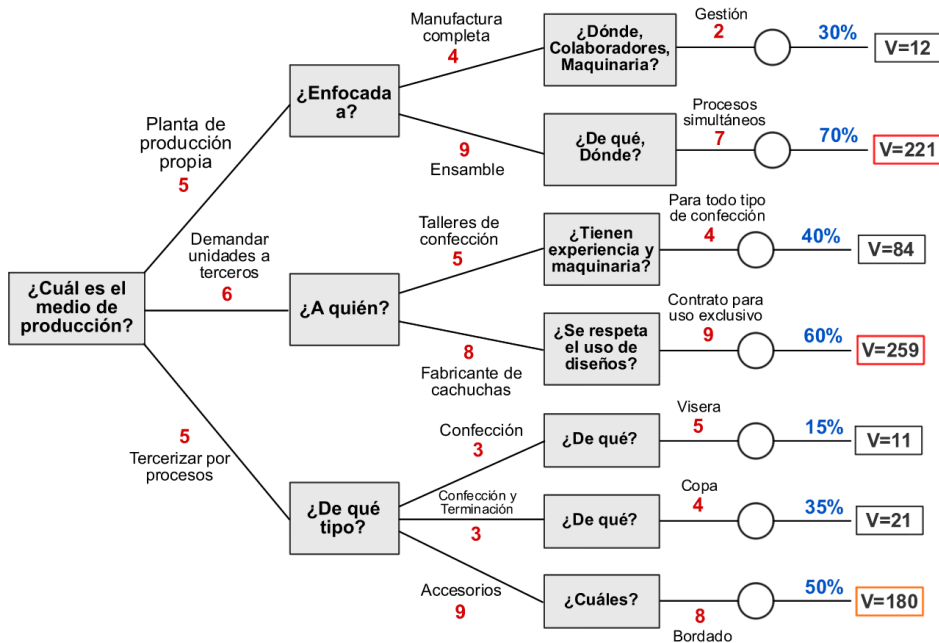 Manufactura
completa
4
¿Dónde,
Colaboradores,
Maquinaria?
Gestión
2
30%
V=12
¿Enfocada
a?
Planta de
producción
propia
5
9
Ensamble
¿De qué,
Dónde?
Procesos
simultáneos
7
70%
V=221
Demandar
unidades a
terceros
6
Talleres de
confección
5
¿Tienen
experiencia y
maquinaria?
Para todo tipo
de confección
4
40%
V=84
¿Cuál es el
medio de
producción?
¿A quién?
8
Fabricante de
cachuchas
¿Se respeta
el uso de
diseños?
Contrato para
uso exclusivo
9
60%
V=259
5
Tercerizar por
procesos
Confección
3
¿De qué?
Visera
5
15%
V=11
¿De qué
tipo?
Confección y
Terminación
3
¿De qué?
Copa
4
35%
V=21
Accesorios
9
¿Cuáles?
8
Bordado
50%
V=180